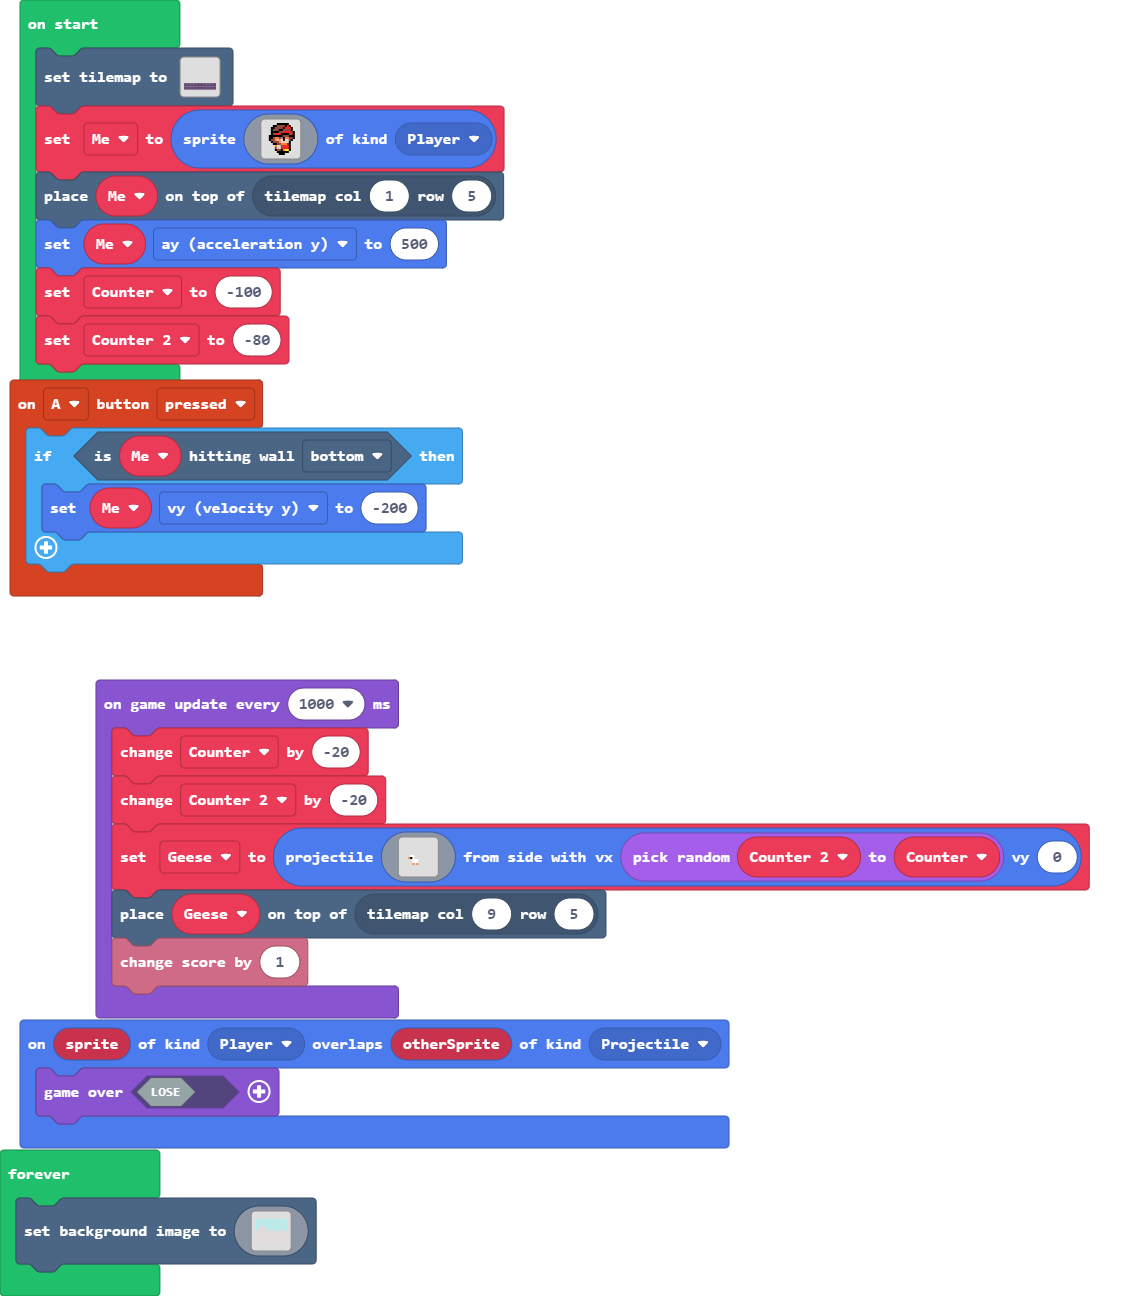 on start
set tilemap to
set Me to sprite of kind Player
place Me on top of tilemap col 1 row 5
set Me ay (acceleration y) to 500
set Counter to -100
set Counter 2 to -80
on A button pressed
if is Me hitting wall bottom then
set Me vy (velocity y) to -200
on game update every 1000 ms
change Counter by -20
change Counter 2 by -20
set Geese to projectile from side with vx pick random Counter 2 to Counter vy 0
place Geese on top of tilemap col 9 row 5
change score by 1
on sprite of kind Player overlaps otherSprite of kind Projectile
game over LOSE
forever
set background image to